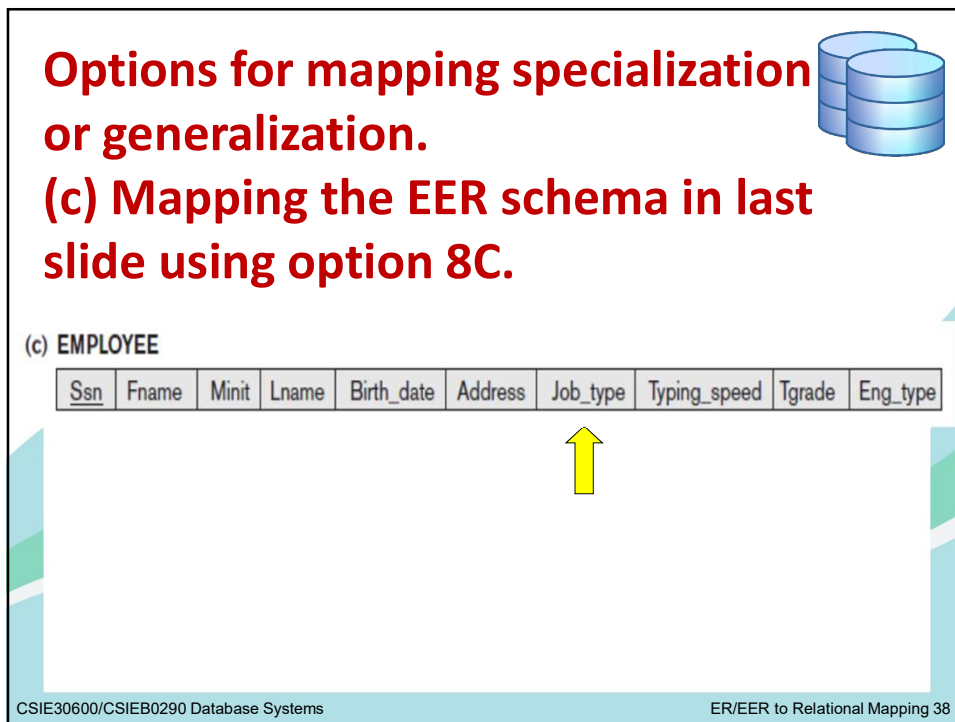 Options for mapping specialization
or generalization.
(c) Mapping the EER schema in last
slide using option 8C.
(c) EMPLOYEE
Ssn Fname Minit Lname Birth_date Address Job_type Typing_speed Tgrade Eng_type
CSIE30600/CSIEB0290 Database Systems ER/EER to Relational Mapping 38